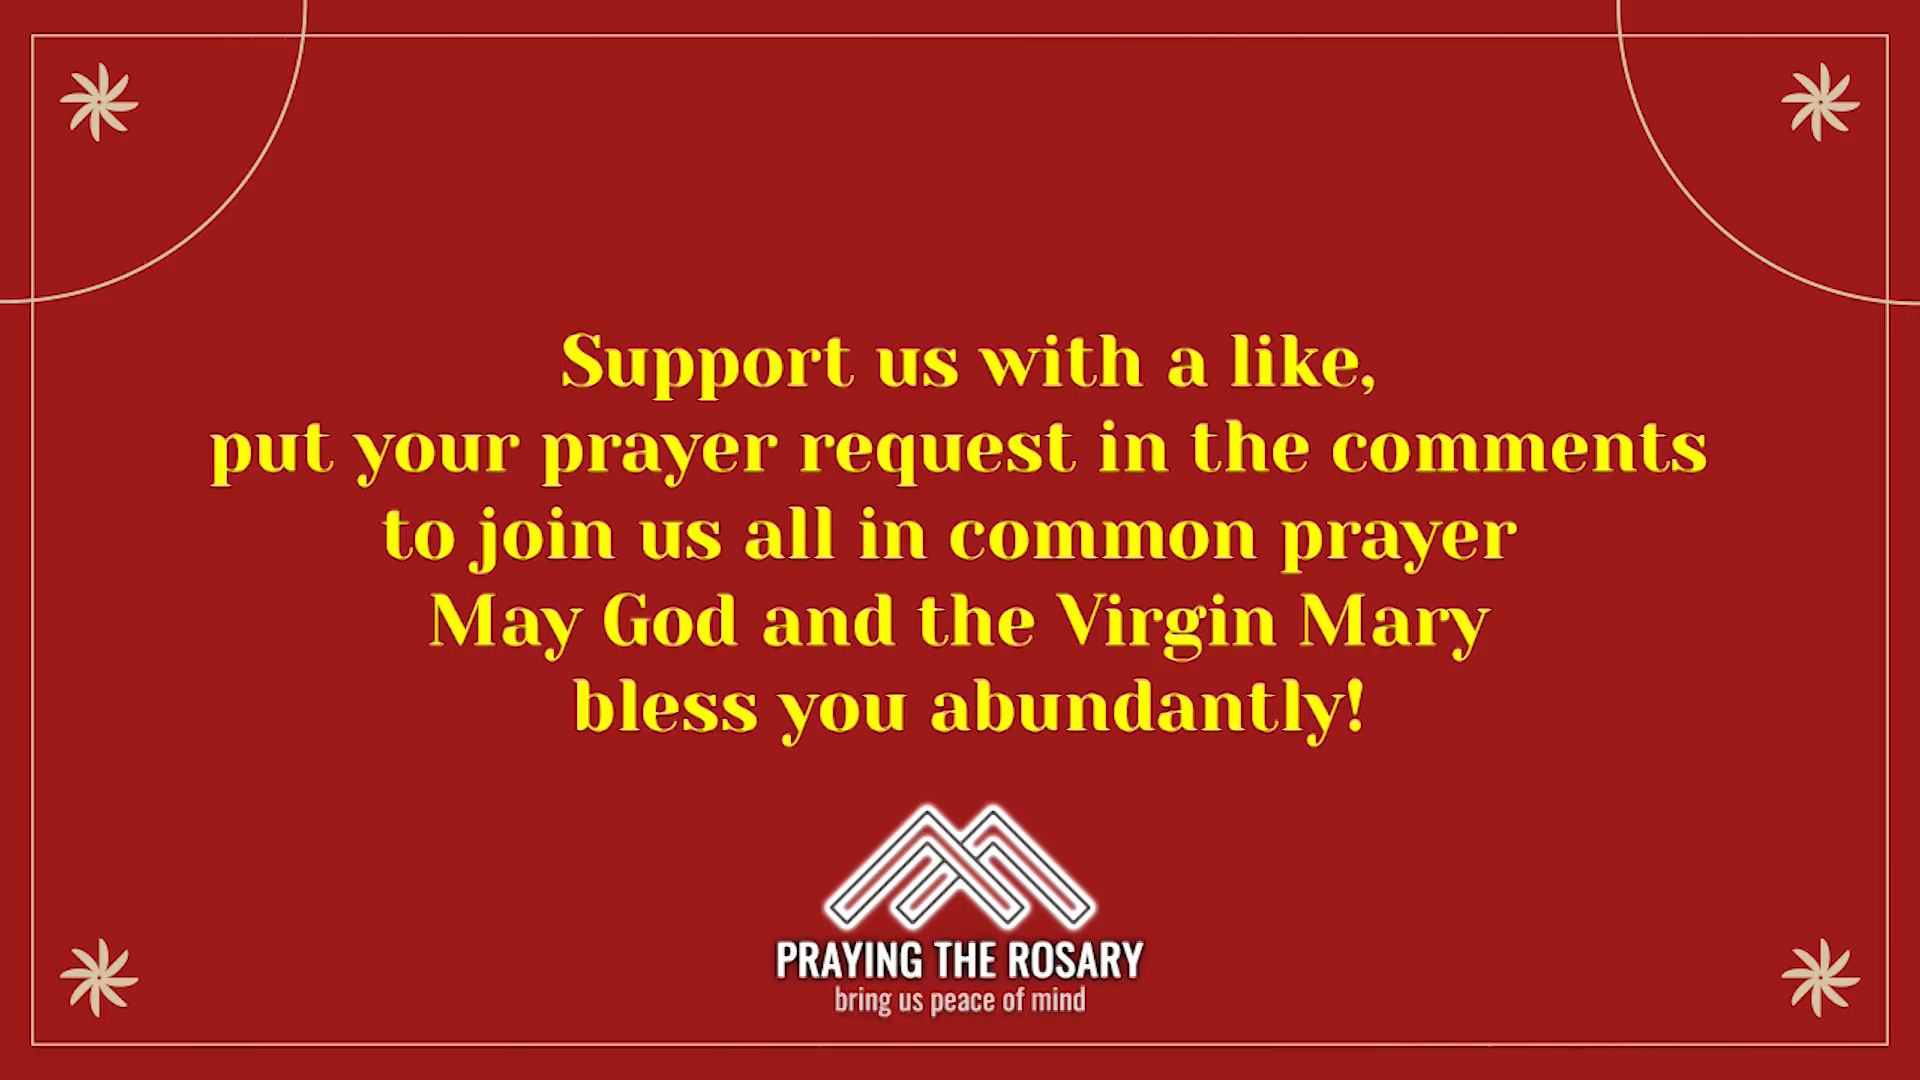 Support us with a like,
put your prayer request in the comments
to join us all in common prayer
May God and the Virgin Mary
bless you abundantly!
PRAYING THE ROSARY
bring us peace of mind